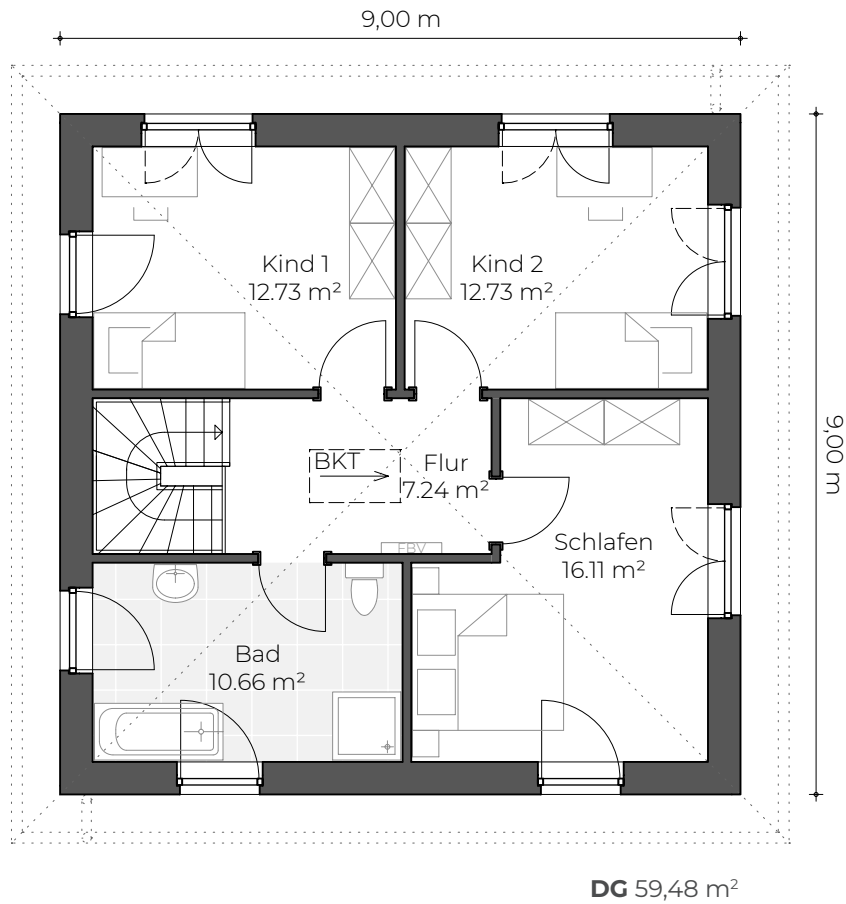 9,00 m
Kind 1
12.73 m²
Kind 2
12.73 m²
9,00 m
BKT
Flur
7.24 m²
FBV
Schlafen
16.11 m²
Bad
10.66 m²
DG 59,48 m²